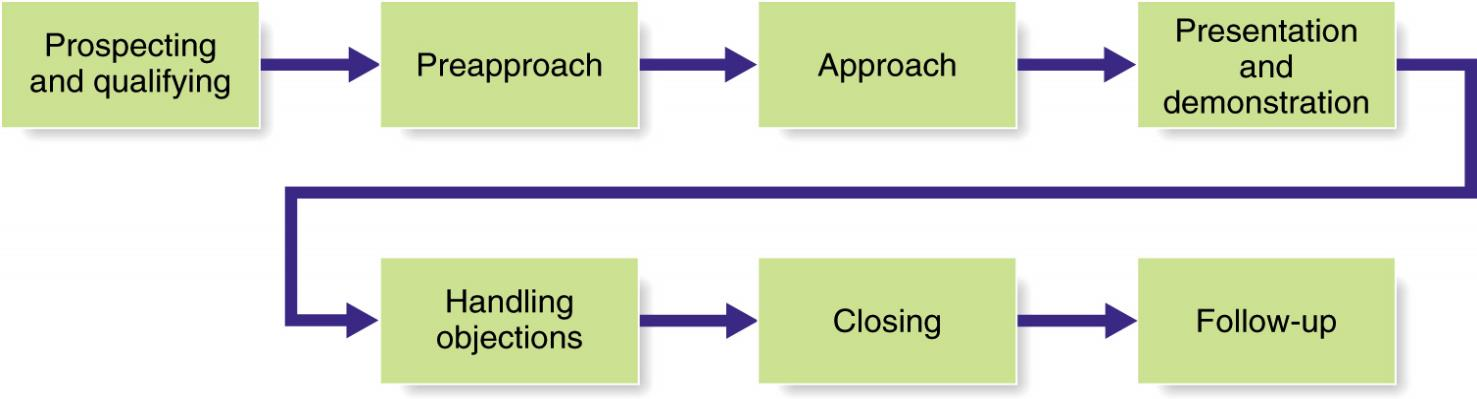 Prospecting
and qualifying
Preapproach
Approach
Presentation
and
demonstration
Handling
objections
Closing
Follow-up